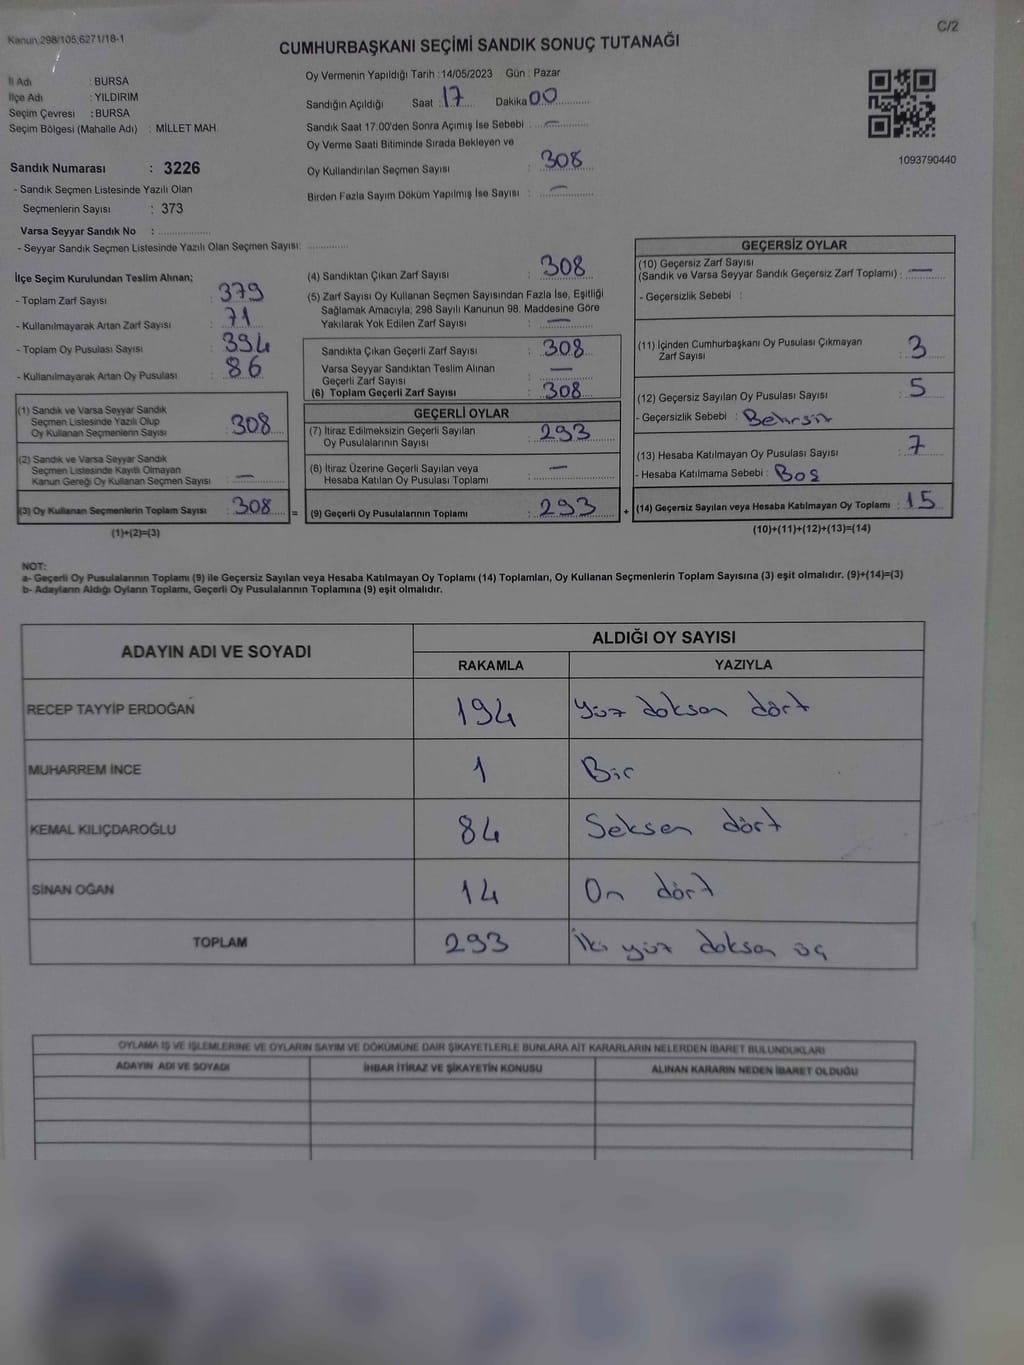 Kanun,298/105,6271/18-1
C/2
CUMHURBAŞKANI SEÇİMİ SANDIK SONUÇ TUTANAĞI
İl Adı : BURSA
İlçe Adı : YILDIRIM
Seçim Çevresi : BURSA
Seçim Bölgesi (Mahalle Adı) : MİLLET MAH.
Oy Vermenin Yapıldığı Tarih : 14/05/2023 Gün : Pazar
Sandığın Açıldığı Saat : 17 Dakika 00
Sandık Saat 17:00'den Sonra Açımış İse Sebebi : —
Oy Verme Saati Bitiminde Sırada Bekleyen ve
Oy Kullandırılan Seçmen Sayısı : 308
Birden Fazla Sayım Döküm Yapılmış İse Sayısı : —
1093790440
Sandık Numarası : 3226
- Sandık Seçmen Listesinde Yazılı Olan
Seçmenlerin Sayısı : 373
Varsa Seyyar Sandık No :
- Seyyar Sandık Seçmen Listesinde Yazılı Olan Seçmen Sayısı:
İlçe Seçim Kurulundan Teslim Alınan;
- Toplam Zarf Sayısı : 379
- Kullanılmayarak Artan Zarf Sayısı : 71
- Toplam Oy Pusulası Sayısı : 394
- Kullanılmayarak Artan Oy Pusulası : 86
(1) Sandık ve Varsa Seyyar Sandık
Seçmen Listesinde Yazılı Olup
Oy Kullanan Seçmenlerin Sayısı : 308
(2) Sandık ve Varsa Seyyar Sandık
Seçmen Listesinde Kayıtlı Olmayan
Kanun Gereği Oy Kullanan Seçmen Sayısı : —
(3) Oy Kullanan Seçmenlerin Toplam Sayısı : 308 =
(1)+(2)=(3)
(4) Sandıktan Çıkan Zarf Sayısı : 308
(5) Zarf Sayısı Oy Kullanan Seçmen Sayısından Fazla İse, Eşitliği
Sağlamak Amacıyla; 298 Sayılı Kanunun 98. Maddesine Göre
Yakılarak Yok Edilen Zarf Sayısı : —
Sandıkta Çıkan Geçerli Zarf Sayısı : 308
Varsa Seyyar Sandıktan Teslim Alınan
Geçerli Zarf Sayısı : —
(6) Toplam Geçerli Zarf Sayısı : 308
GEÇERLİ OYLAR
(7) İtiraz Edilmeksizin Geçerli Sayılan
Oy Pusulalarının Sayısı : 293
(8) İtiraz Üzerine Geçerli Sayılan veya
Hesaba Katılan Oy Pusulası Toplamı : —
(9) Geçerli Oy Pusulalarının Toplamı : 293 +
GEÇERSİZ OYLAR
(10) Geçersiz Zarf Sayısı
(Sandık ve Varsa Seyyar Sandık Geçersiz Zarf Toplamı) : —
- Geçersizlik Sebebi :
(11) İçinden Cumhurbaşkanı Oy Pusulası Çıkmayan
Zarf Sayısı : 3
(12) Geçersiz Sayılan Oy Pusulası Sayısı : 5
- Geçersizlik Sebebi :
(13) Hesaba Katılmayan Oy Pusulası Sayısı : 7
- Hesaba Katılmama Sebebi : Boş
(14) Geçersiz Sayılan veya Hesaba Katılmayan Oy Toplamı : 15
(10)+(11)+(12)+(13)=(14)
NOT:
a- Geçerli Oy Pusulalarının Toplamı (9) ile Geçersiz Sayılan veya Hesaba Katılmayan Oy Toplamı (14) Toplamları, Oy Kullanan Seçmenlerin Toplam Sayısına (3) eşit olmalıdır. (9)+(14)=(3)
b- Adayların Aldığı Oyların Toplamı, Geçerli Oy Pusulalarının Toplamına (9) eşit olmalıdır.
ADAYIN ADI VE SOYADI
ALDIĞI OY SAYISI
RAKAMLA YAZIYLA
RECEP TAYYİP ERDOĞAN 194 Yüz doksan dört
MUHARREM İNCE 1 Bir
KEMAL KILIÇDAROĞLU 84 Seksen dört
SİNAN OĞAN 14 On dört
TOPLAM 293 İki yüz doksan üç
OYLAMA İŞ VE İŞLEMLERİNE VE OYLARIN SAYIM VE DÖKÜMÜNE DAİR ŞİKAYETLERLE BUNLARA AİT KARARLARIN NELERDEN İBARET BULUNDUKLARI
ADAYIN ADI VE SOYADI İHBAR İTİRAZ VE ŞİKAYETİN KONUSU ALINAN KARARIN NEDEN İBARET OLDUĞU